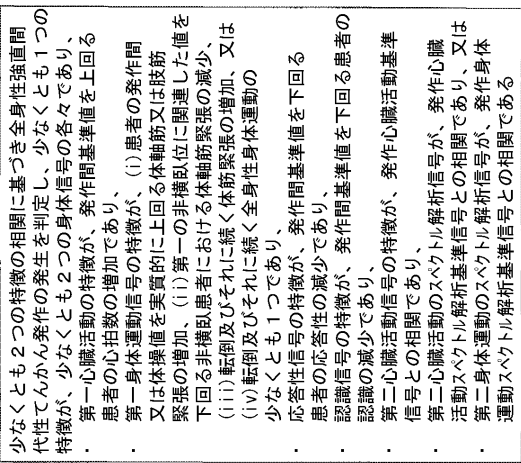 少なくとも2つの特徴の相関に基づき全身性強直間
代性てんかん発作の発生を判定し、少なくとも1つの
特徴が、少なくとも2つの身体信号の各々であり、
・ 第一心臓活動の特徴が、発作間基準値を上回る
患者の心拍数の増加であり、
・ 第一身体運動信号の特徴が、(i)患者の発作間
又は体操値を実質的に上回る体軸筋又は肢筋
緊張の増加、(ii)第一の非横臥位に関連した値を
下回る非横臥患者における体軸筋緊張の減少、
(iii)転倒及びそれに続く体筋緊張の増加、又は
(iv)転倒及びそれに続く全身性身体運動の
少なくとも1つであり、
・ 応答性信号の特徴が、発作間基準値を下回る
患者の応答性の減少であり、
・ 認識信号の特徴が、発作間基準値を下回る患者の
認識の減少であり、
・ 第二心臓活動信号の特徴が、発作心臓活動基準
信号との相関であり、
・ 第二心臓活動のスペクトル解析信号が、発作心臓
活動スペクトル解析基準信号との相関であり、又は
・ 第二身体運動のスペクトル解析信号が、発作身体
運動スペクトル解析基準信号との相関である